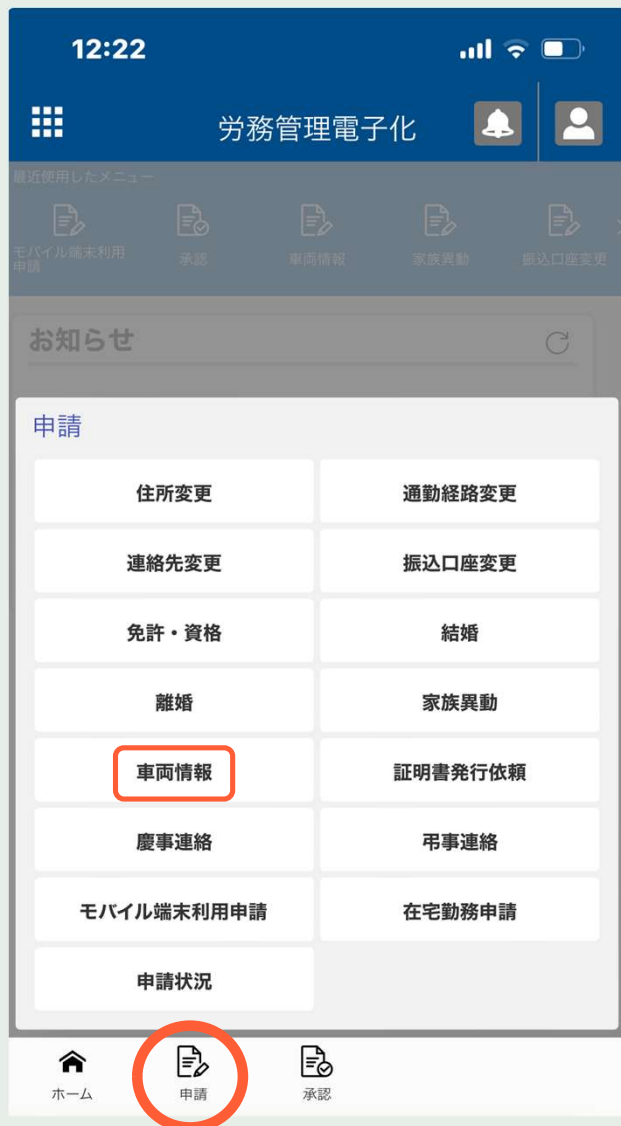 12:22
労務管理電子化
最近使用したメニュー
モバイル端末利用
申請
承認
車両情報
家族異動
振込口座変更
お知らせ
申請
住所変更
通勤経路変更
連絡先変更
振込口座変更
免許・資格
結婚
離婚
家族異動
車両情報
証明書発行依頼
慶事連絡
弔事連絡
モバイル端末利用申請
在宅勤務申請
申請状況
ホーム
申請
承認